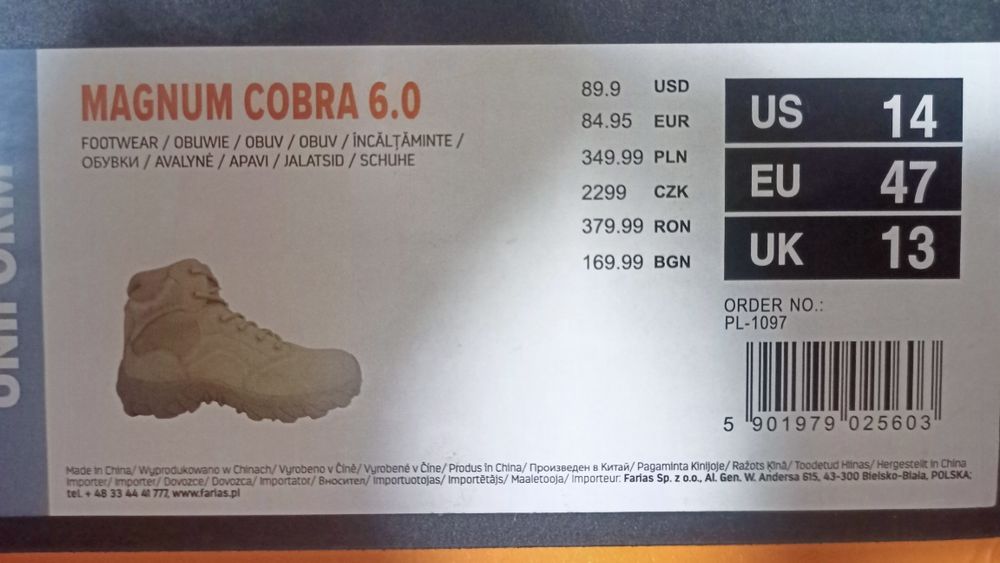 UNIFORM
MAGNUM COBRA 6.0
FOOTWEAR / OBUWIE / OBUV / OBUV / ÎNCĂLȚĂMINTE /
ОБУВКИ / AVALYNĖ / APAVI / JALATSID / SCHUHE
89.9 USD
84.95 EUR
349.99 PLN
2299 CZK
379.99 RON
169.99 BGN
US 14
EU 47
UK 13
ORDER NO.:
PL-1097
5 901979 025603
Made in China/ Wyprodukowano w Chinach/ Vyrobeno v Číně/ Vyrobené v Číne/ Produs în China/ Произведен в Китай/ Pagaminta Kinijoje/ Ražots Ķīnā/ Toodetud Hiinas/ Hergestellt in China
Importer/ Importer/ Dovozce/ Dovozca/ Importator/ Вносител/ Importuotojas/ Importētājs/ Maaletooja/ Importeur: Farlas Sp. z o.o., Al. Gen. W. Andersa 615, 43-300 Bielsko-Biala, POLSKA;
tel. + 48 33 44 41 777, www.farlas.pl